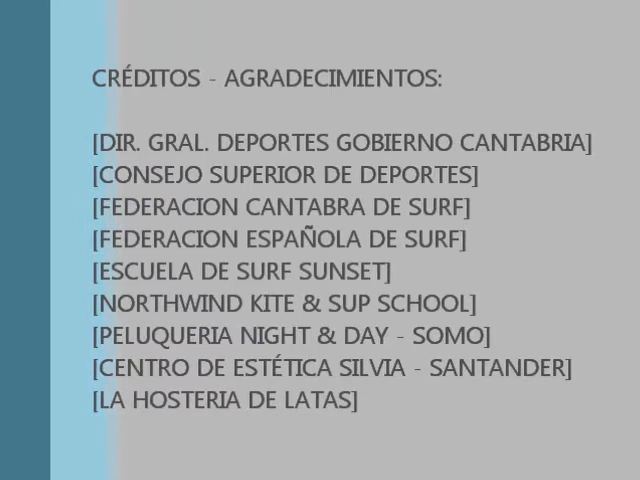 CRÉDITOS - AGRADECIMIENTOS:
[DIR. GRAL. DEPORTES GOBIERNO CANTABRIA]
[CONSEJO SUPERIOR DE DEPORTES]
[FEDERACION CANTABRA DE SURF]
[FEDERACION ESPAÑOLA DE SURF]
[ESCUELA DE SURF SUNSET]
[NORTHWIND KITE & SUP SCHOOL]
[PELUQUERIA NIGHT & DAY - SOMO]
[CENTRO DE ESTÉTICA SILVIA - SANTANDER]
[LA HOSTERIA DE LATAS]